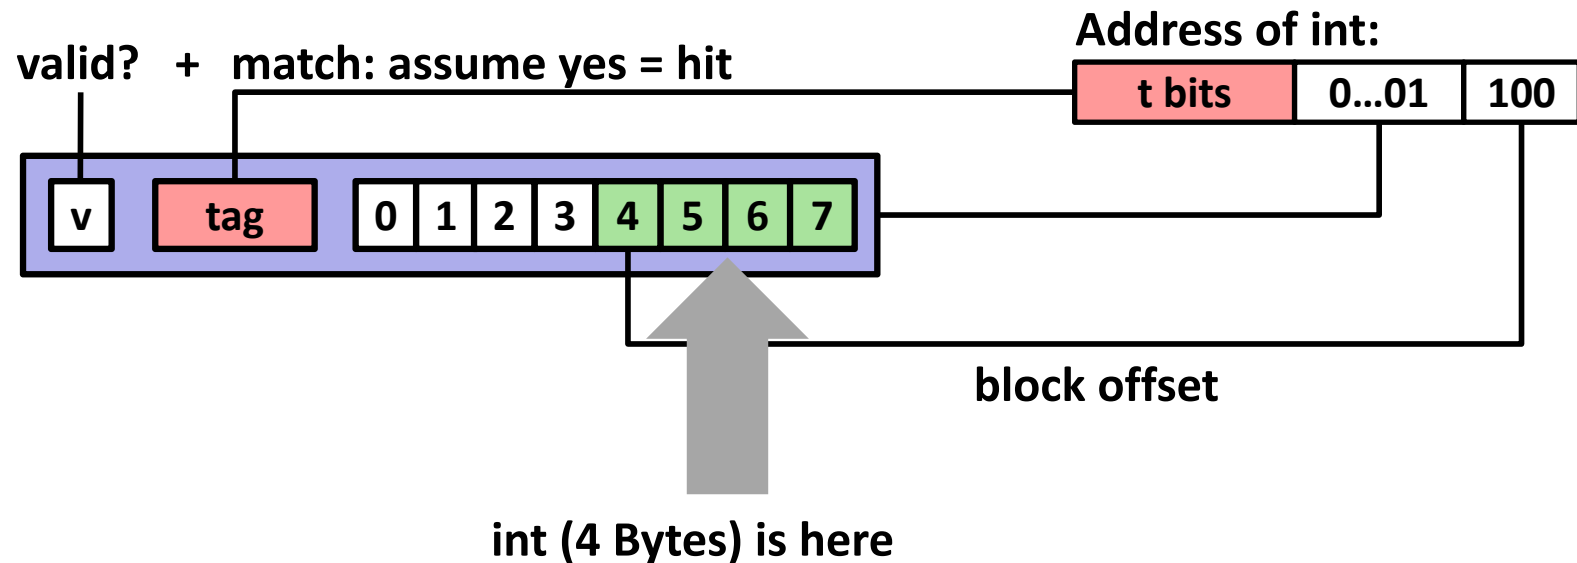 Address of int:
valid? + match: assume yes = hit
t bits 0...01 100
v tag 0 1 2 3 4 5 6 7
block offset
int (4 Bytes) is here